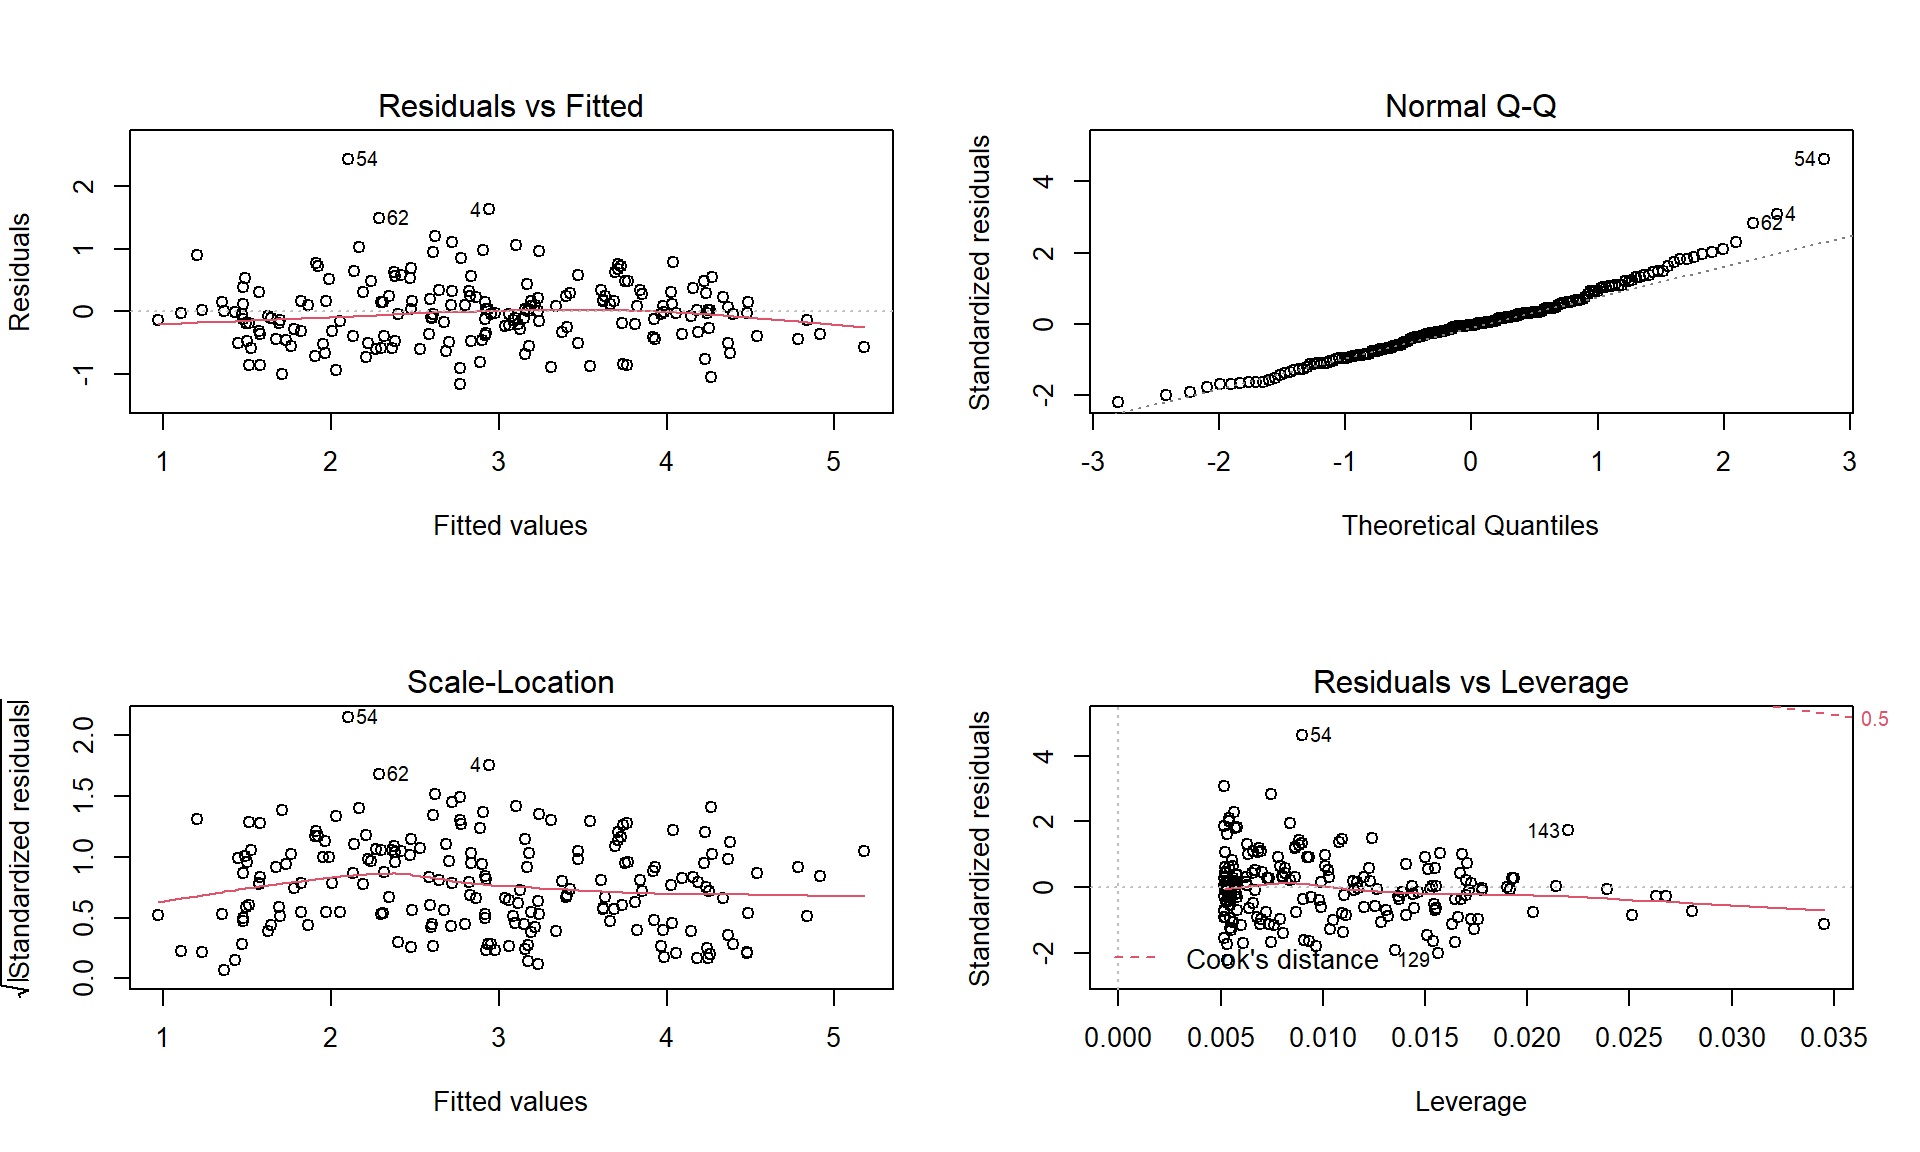 Residuals vs Fitted
Residuals
2
1
0
-1
54
62
4
1 2 3 4 5
Fitted values
Normal Q-Q
Standardized residuals
4
2
0
-2
54
62
4
-3 -2 -1 0 1 2 3
Theoretical Quantiles
Scale-Location
√|Standardized residuals|
2.0
1.5
1.0
0.5
0.0
54
62
4
1 2 3 4 5
Fitted values
Residuals vs Leverage
Standardized residuals
4
2
0
-2
0.5
54
143
129
Cook's distance
0.000 0.005 0.010 0.015 0.020 0.025 0.030 0.035
Leverage